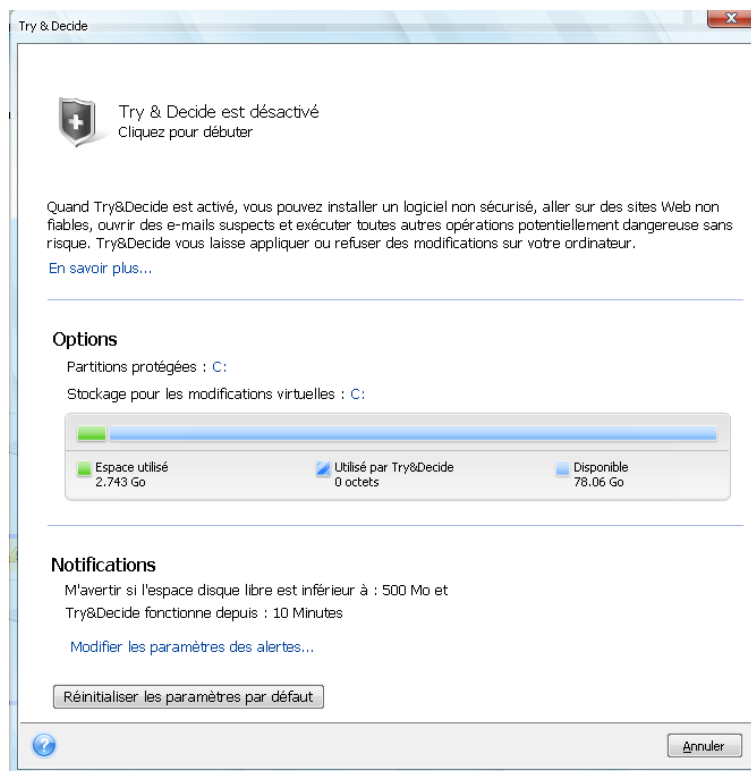 Try & Decide
Try & Decide est désactivé
Cliquez pour débuter
Quand Try&Decide est activé, vous pouvez installer un logiciel non sécurisé, aller sur des sites Web non
fiables, ouvrir des e-mails suspects et exécuter toutes autres opérations potentiellement dangereuse sans
risque. Try&Decide vous laisse appliquer ou refuser des modifications sur votre ordinateur.
En savoir plus...
Options
Partitions protégées : C:
Stockage pour les modifications virtuelles : C:
Espace utilisé
2.743 Go
Utilisé par Try&Decide
0 octets
Disponible
78.06 Go
Notifications
M'avertir si l'espace disque libre est inférieur à : 500 Mo et
Try&Decide fonctionne depuis : 10 Minutes
Modifier les paramètres des alertes...
Réinitialiser les paramètres par défaut
Annuler